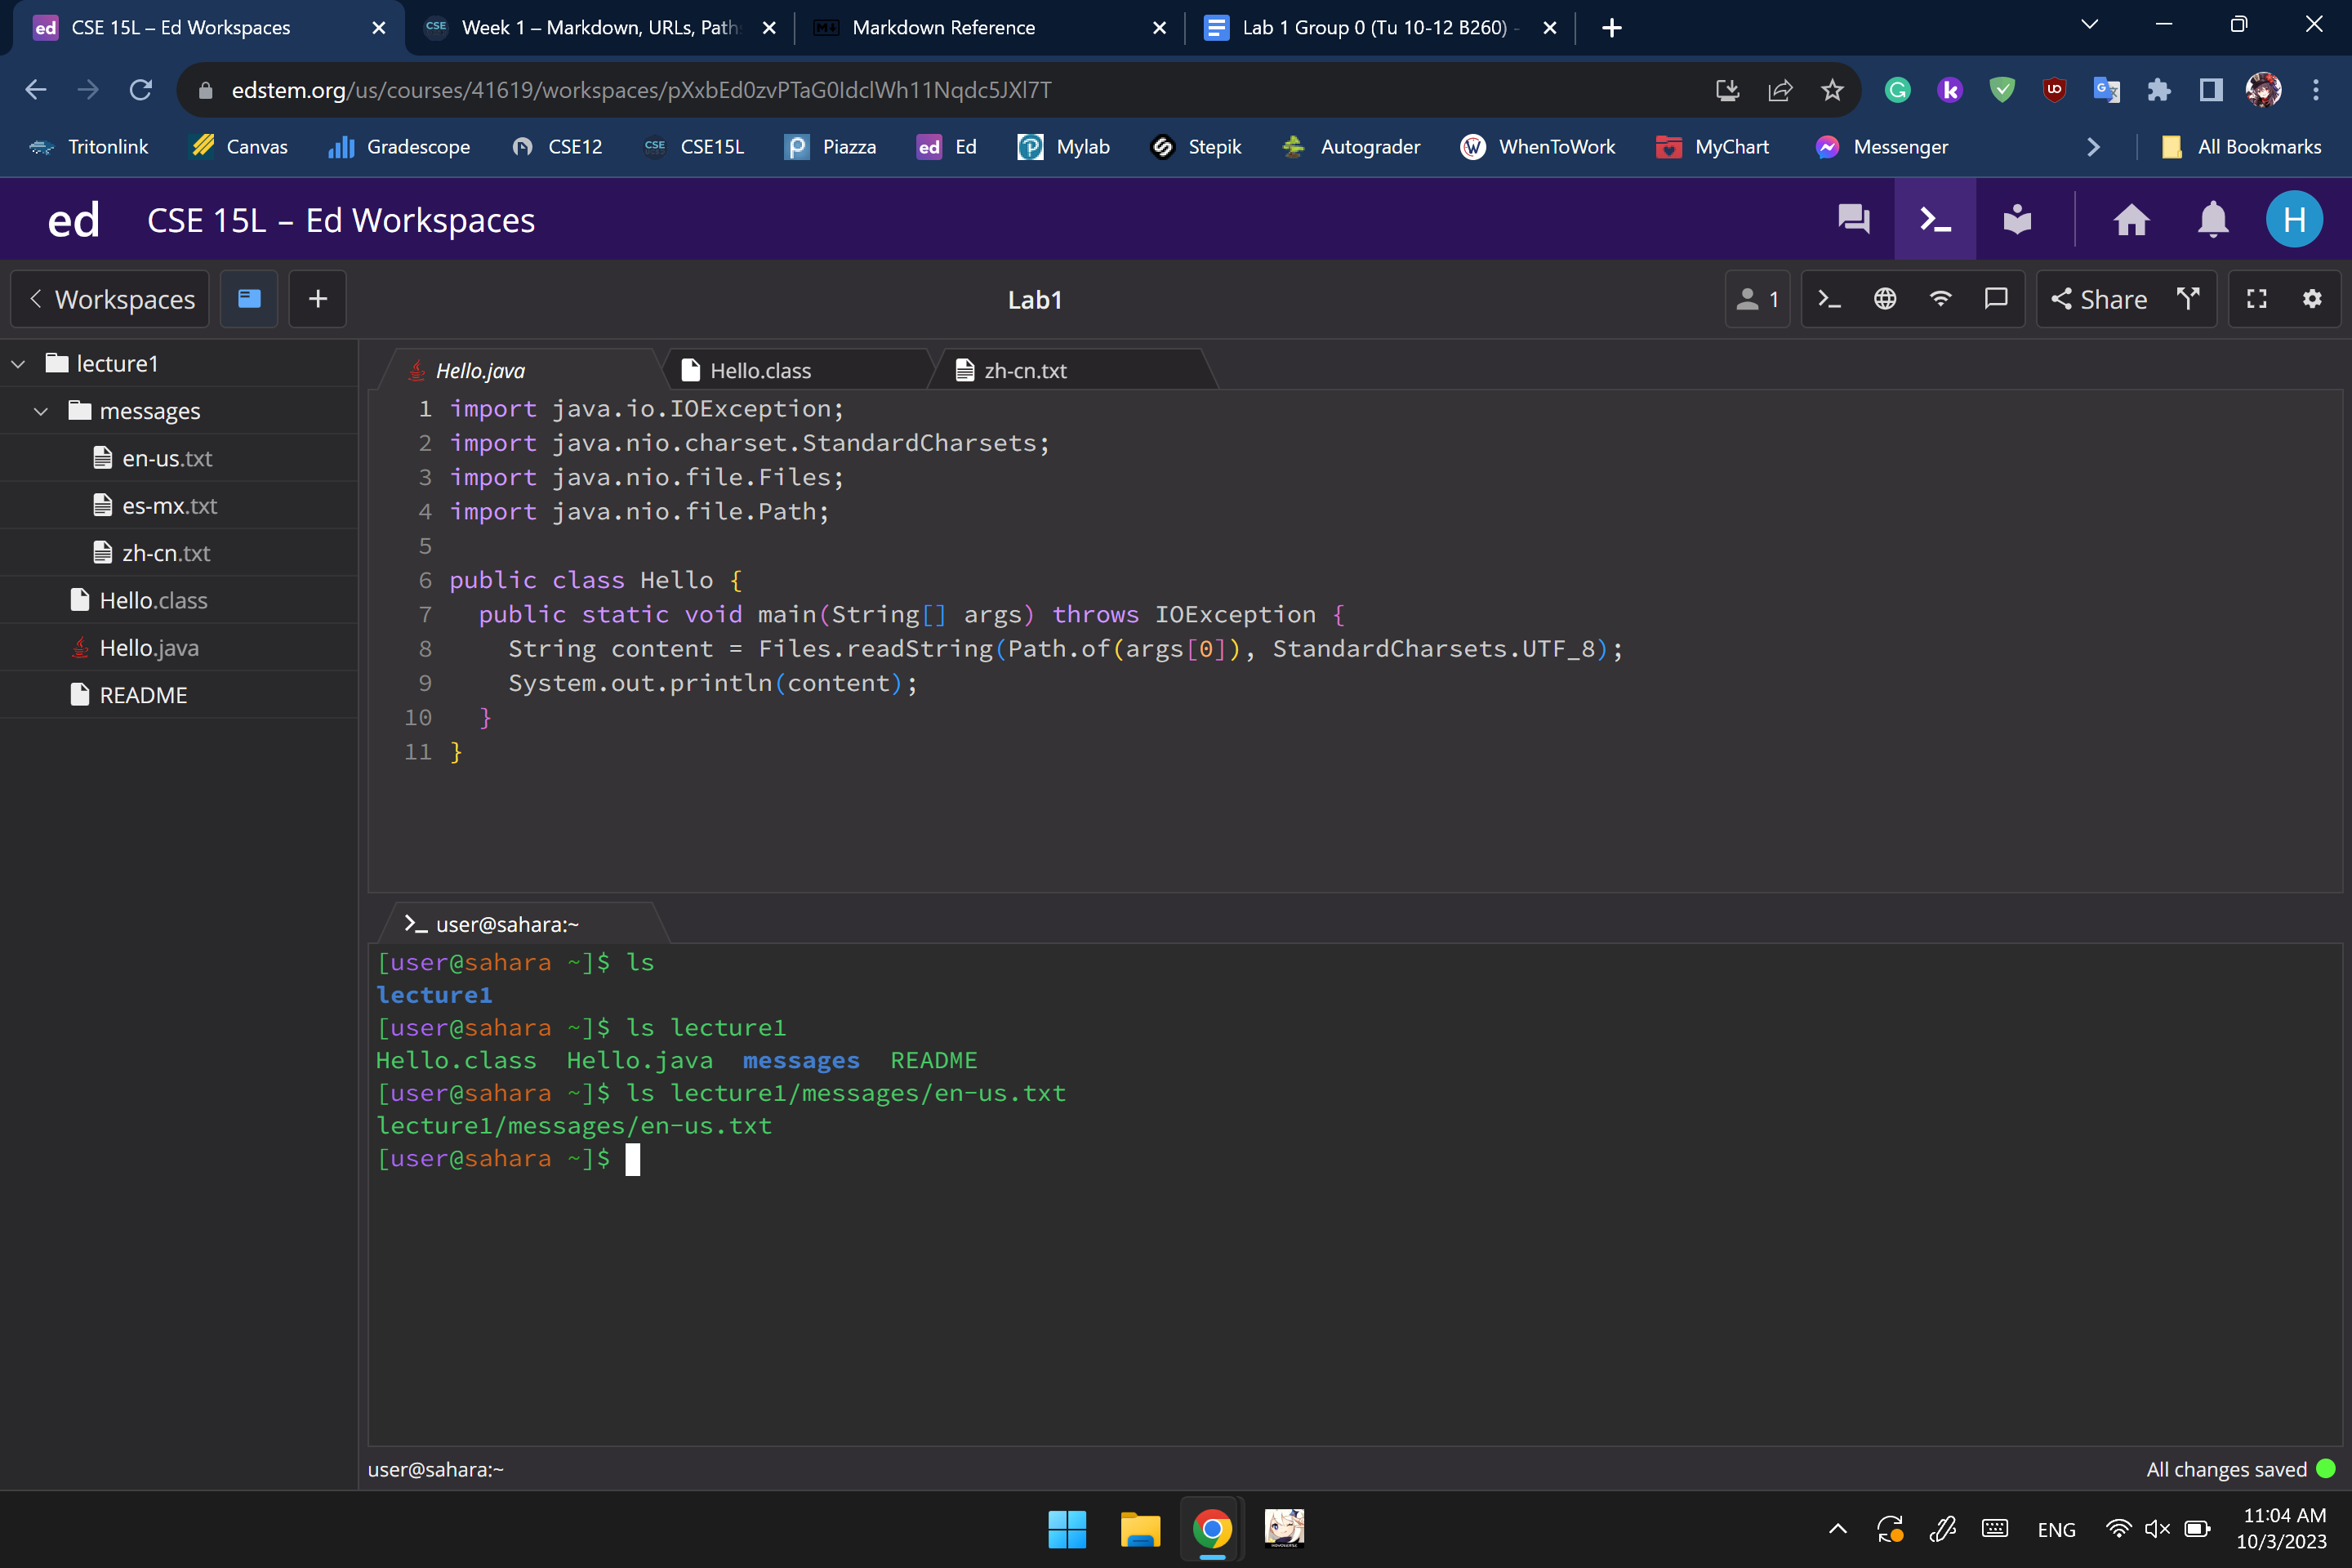 CSE 15L – Ed Workspaces
Week 1 – Markdown, URLs, Path
Markdown Reference
Lab 1 Group 0 (Tu 10-12 B260) -
edstem.org/us/courses/41619/workspaces/pXxbEd0zvPTaG0IdclWh11Nqdc5JXl7T
Tritonlink
Canvas
Gradescope
CSE12
CSE15L
Piazza
Ed
Mylab
Stepik
Autograder
WhenToWork
MyChart
Messenger
All Bookmarks
ed CSE 15L – Ed Workspaces
H
Workspaces
Lab1
1
Share
lecture1
messages
en-us.txt
es-mx.txt
zh-cn.txt
Hello.class
Hello.java
README
Hello.java
Hello.class
zh-cn.txt
1 import java.io.IOException;
2 import java.nio.charset.StandardCharsets;
3 import java.nio.file.Files;
4 import java.nio.file.Path;
5
6 public class Hello {
7 public static void main(String[] args) throws IOException {
8 String content = Files.readString(Path.of(args[0]), StandardCharsets.UTF_8);
9 System.out.println(content);
10 }
11 }
user@sahara:~
[user@sahara ~]$ ls
lecture1
[user@sahara ~]$ ls lecture1
Hello.class Hello.java messages README
[user@sahara ~]$ ls lecture1/messages/en-us.txt
lecture1/messages/en-us.txt
[user@sahara ~]$
user@sahara:~
All changes saved
ENG
11:04 AM
10/3/2023